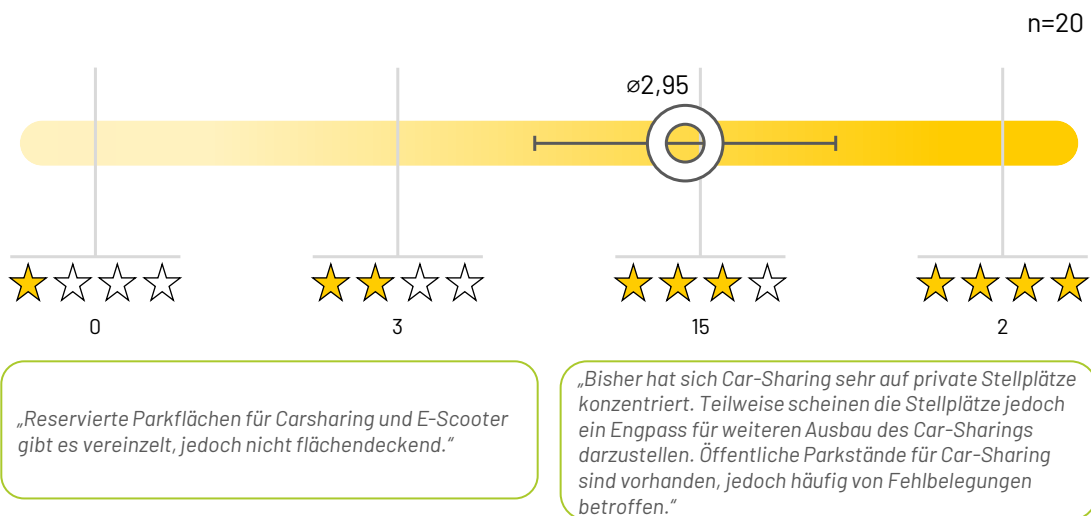 n=20
⌀2,95
0
3
15
2
„Reservierte Parkflächen für Carsharing und E-Scooter
gibt es vereinzelt, jedoch nicht flächendeckend.“
„Bisher hat sich Car-Sharing sehr auf private Stellplätze
konzentriert. Teilweise scheinen die Stellplätze jedoch
ein Engpass für weiteren Ausbau des Car-Sharings
darzustellen. Öffentliche Parkstände für Car-Sharing
sind vorhanden, jedoch häufig von Fehlbelegungen
betroffen.“